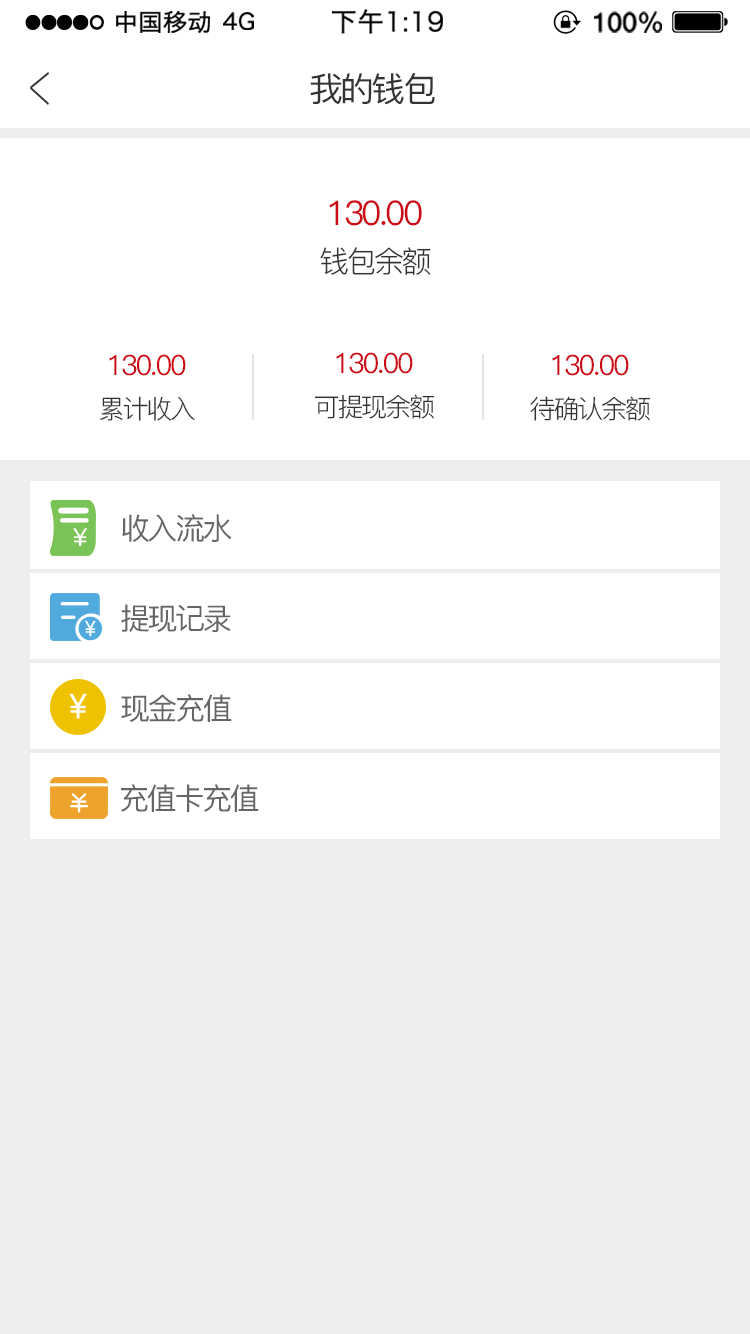 中国移动 4G 下午1:19 100%
我的钱包
130.00
钱包余额
130.00 130.00 130.00
累计收入 可提现余额 待确认余额
¥ 收入流水
¥ 提现记录
¥ 现金充值
¥ 充值卡充值